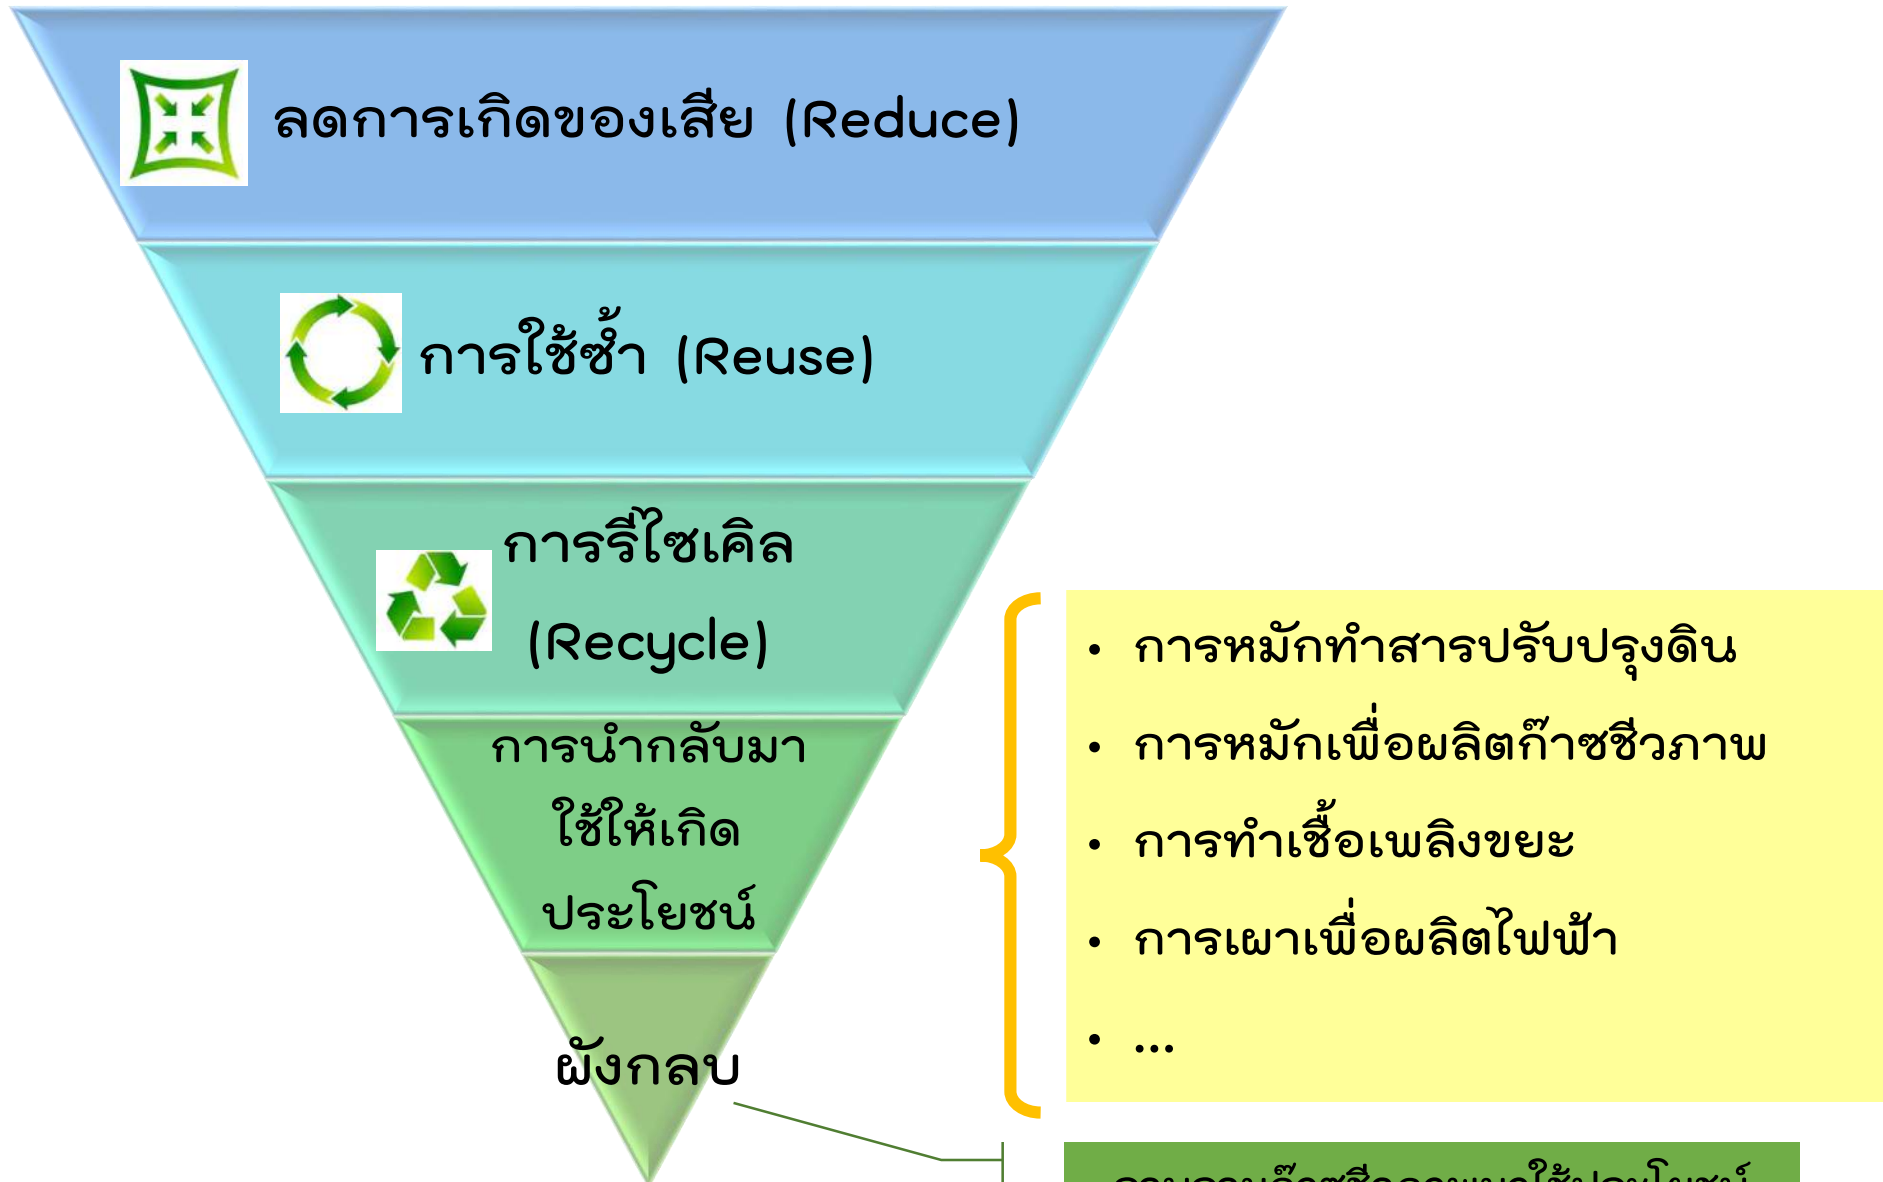 ลดการเกิดของเสีย (Reduce)
การใช้ซ้ำ (Reuse)
การรีไซเคิล
(Recycle)
การนำกลับมา
ใช้ให้เกิด
ประโยชน์
ฝังกลบ
• การหมักทำสารปรับปรุงดิน
• การหมักเพื่อผลิตก๊าซชีวภาพ
• การทำเชื้อเพลิงขยะ
• การเผาเพื่อผลิตไฟฟ้า
• ...